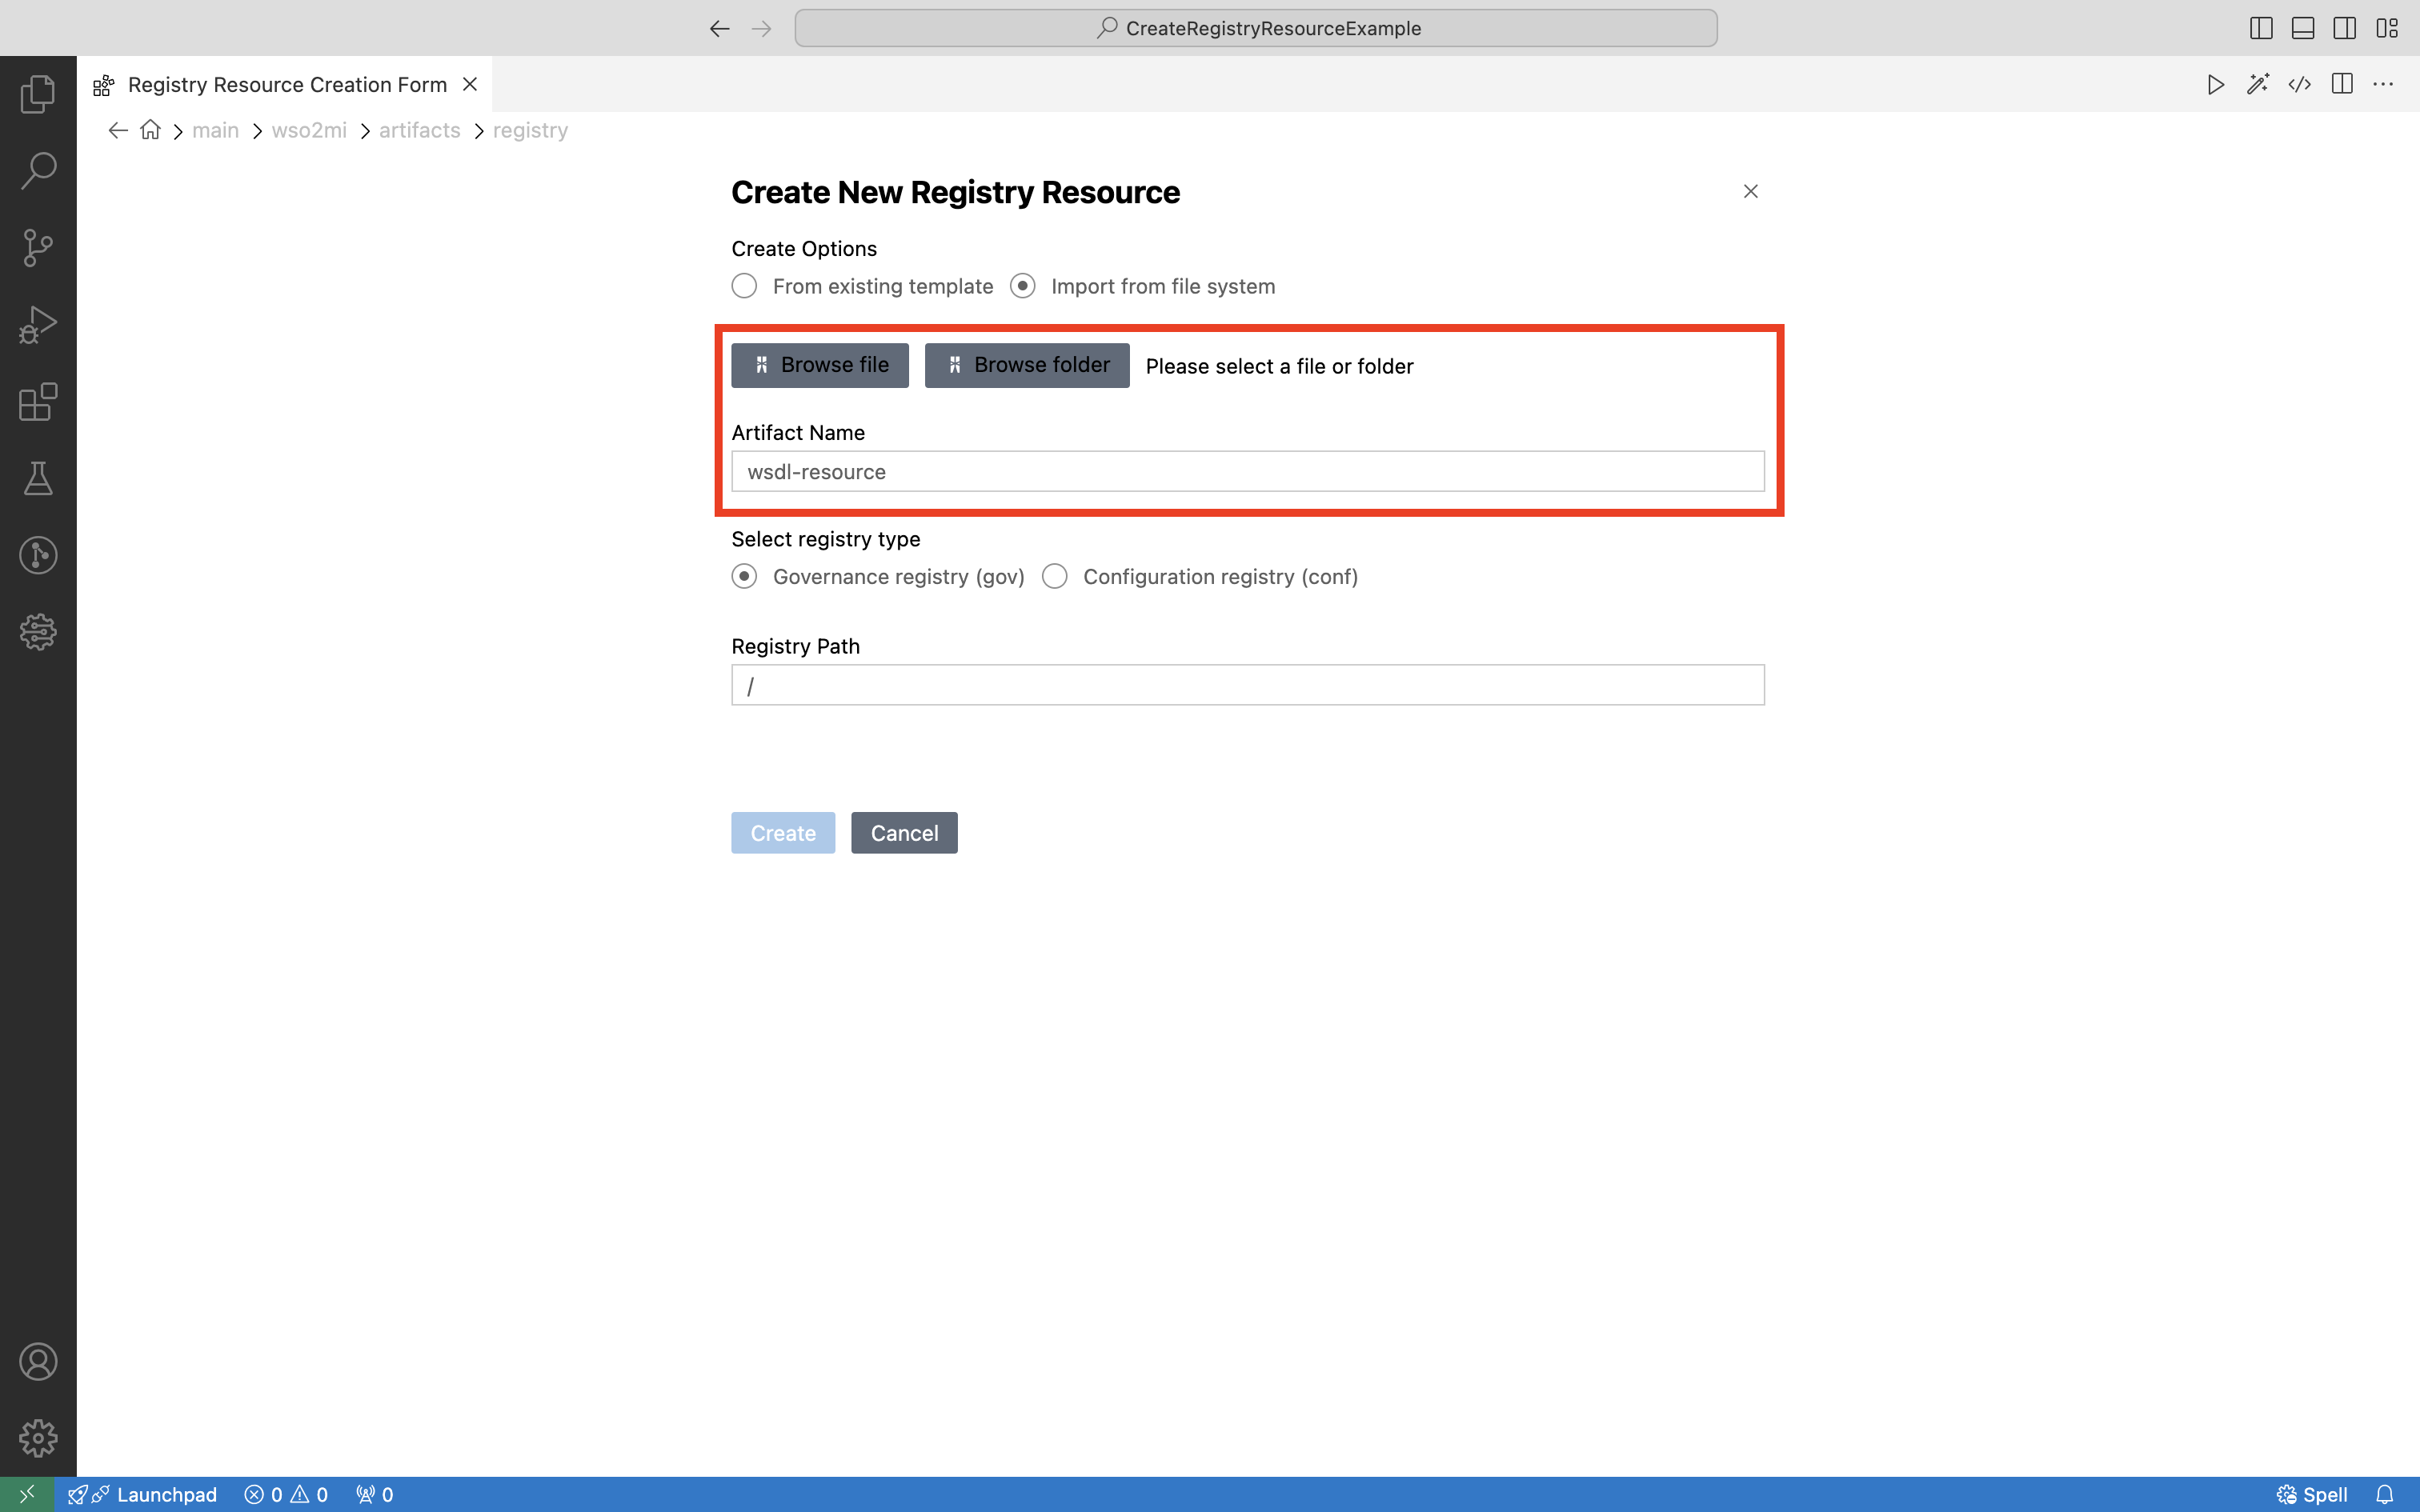 CreateRegistryResourceExample
Registry Resource Creation Form
main wso2mi artifacts registry
Create New Registry Resource
Create Options
From existing template Import from file system
Browse file Browse folder Please select a file or folder
Artifact Name
wsdl-resource
Select registry type
Governance registry (gov) Configuration registry (conf)
Registry Path
/
Create Cancel
Launchpad 0 0 0 Spell